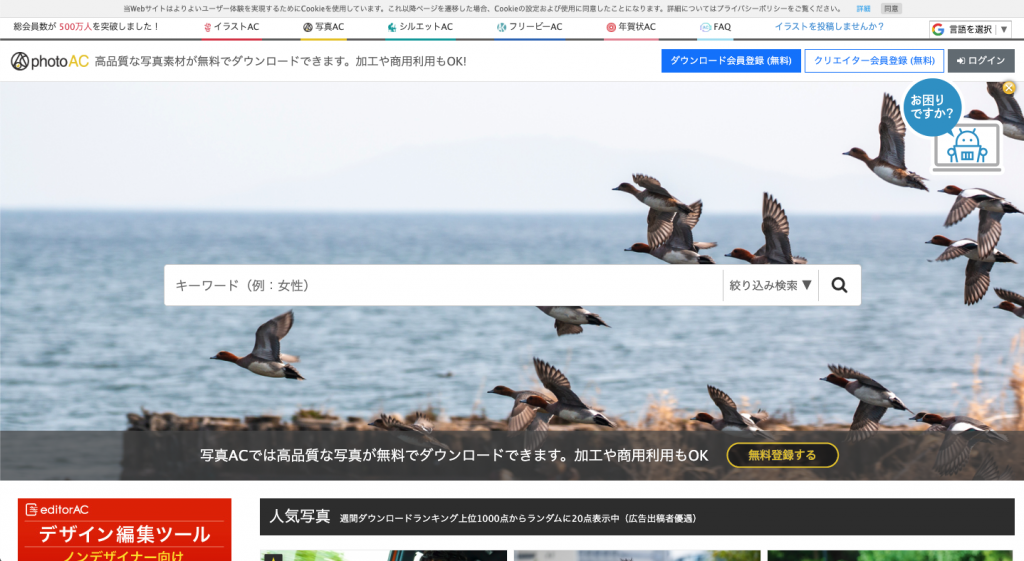 当Webサイトはよりよいユーザー体験を実現するためにCookieを使用しています。これ以降ページを遷移した場合、Cookieの設定および使用に同意したことになります。詳細についてはプライバシーポリシーをご覧ください。 詳細 同意
総会員数が 500万人を突破しました！ イラストAC 写真AC シルエットAC フリービーAC 年賀状AC FAQ イラストを投稿しませんか？ 言語を選択 ▼
photoAC 高品質な写真素材が無料でダウンロードできます。加工や商用利用もOK! ダウンロード会員登録 (無料) クリエイター会員登録 (無料) ログイン
お困り
ですか?
キーワード（例：女性） 絞り込み検索 ▼
写真ACでは高品質な写真が無料でダウンロードできます。加工や商用利用もOK 無料登録する
editorAC
デザイン編集ツール
ノンデザイナー向け
人気写真 週間ダウンロードランキング上位1000点からランダムに20点表示中（広告出稿者優遇）